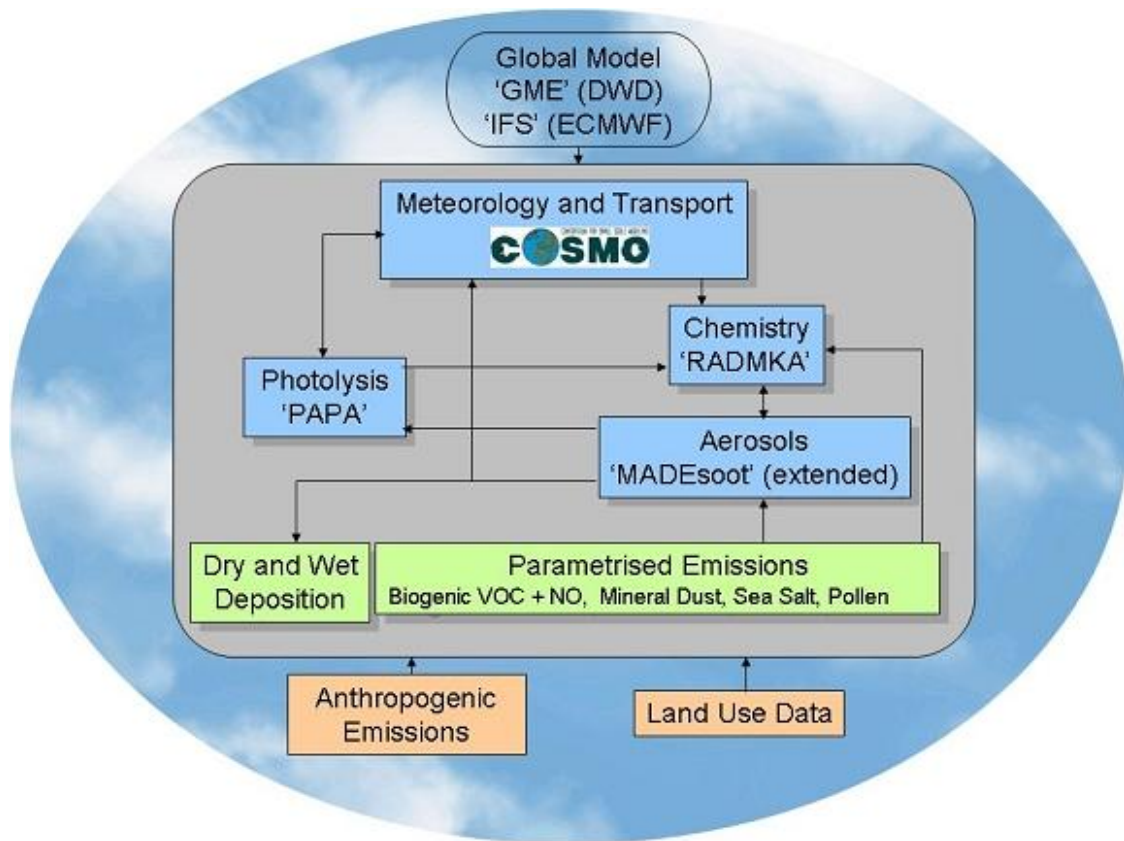 Global Model
‘GME’ (DWD)
‘IFS’ (ECMWF)
Meteorology and Transport
COSMO
Chemistry
‘RADMKA’
Photolysis
‘PAPA’
Aerosols
‘MADEsoot’ (extended)
Dry and Wet
Deposition
Parametrised Emissions
Biogenic VOC + NO, Mineral Dust, Sea Salt, Pollen
Anthropogenic
Emissions
Land Use Data